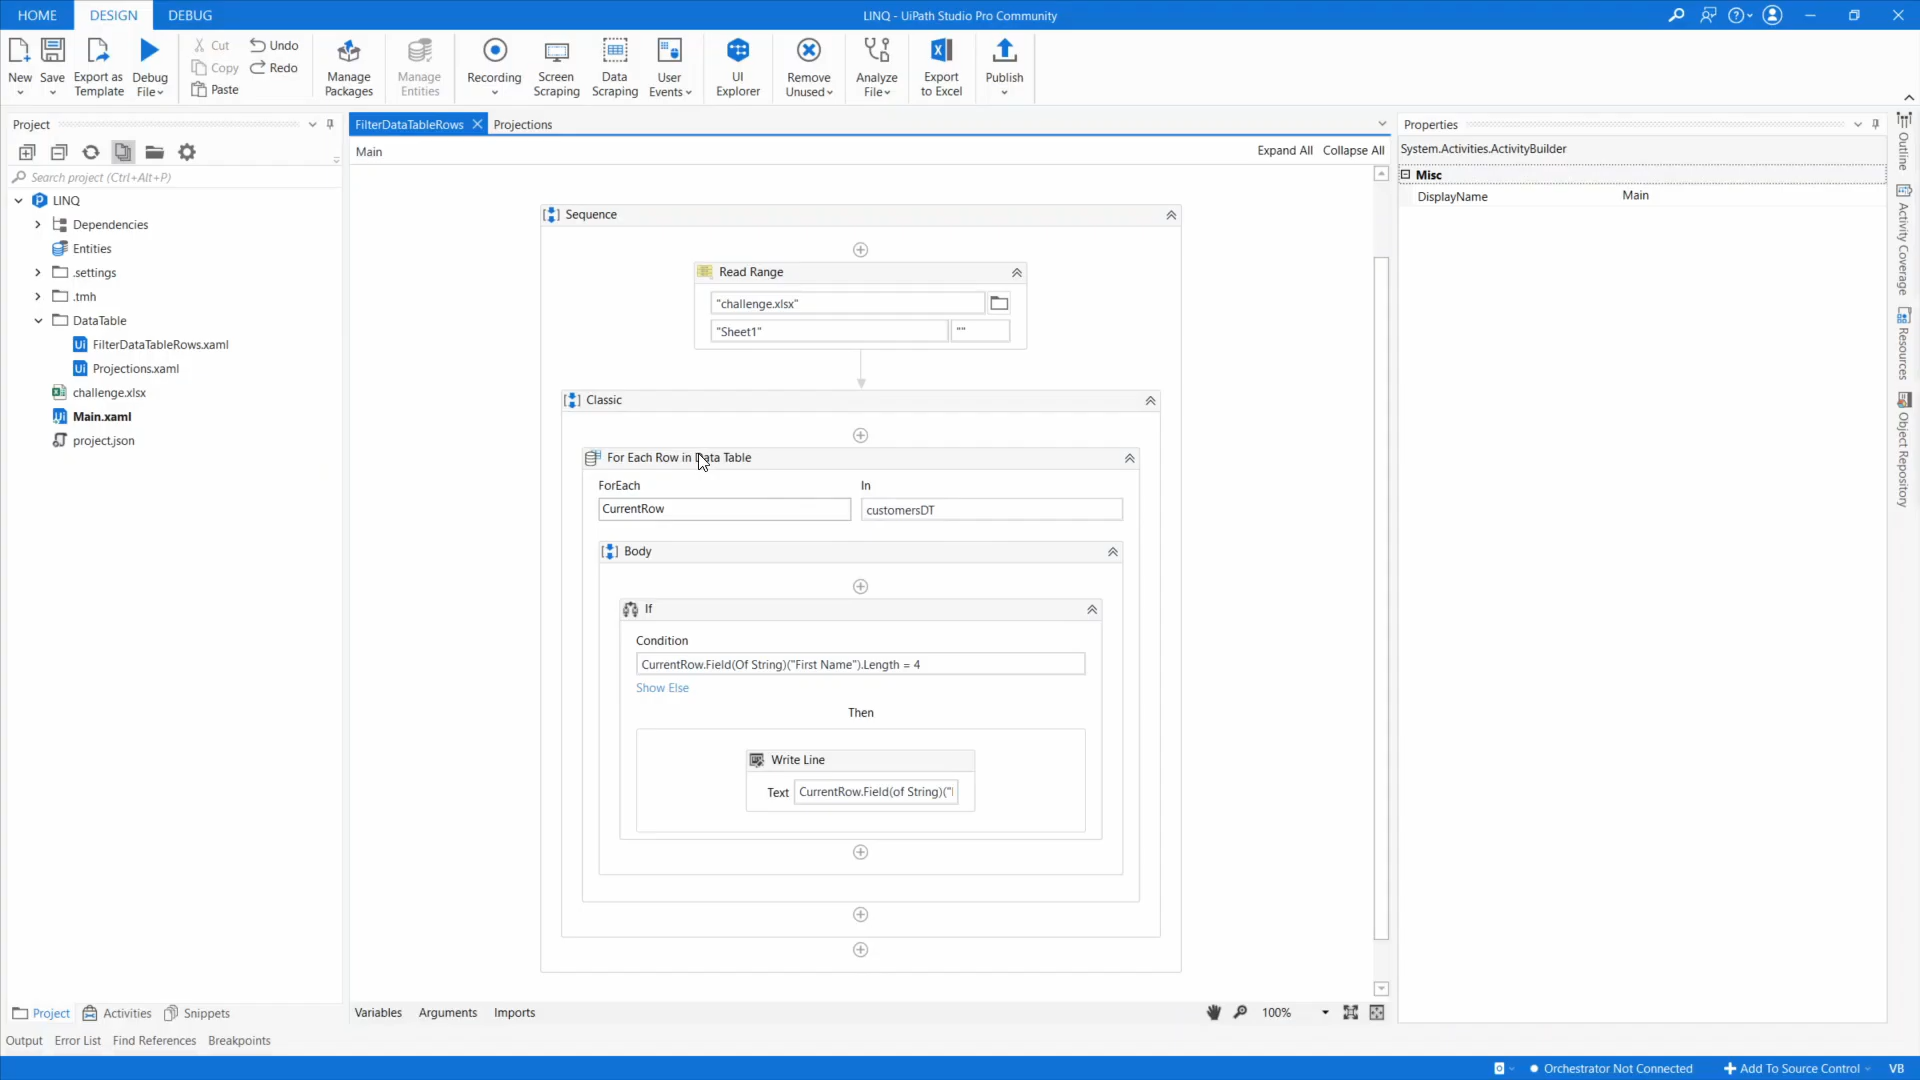 HOME
DESIGN
DEBUG
LINQ - UiPath Studio Pro Community
New
Save
Export as Template
Debug File
Cut
Copy
Paste
Undo
Redo
Manage Packages
Manage Entities
Recording
Screen Scraping
Data Scraping
User Events
UI Explorer
Remove Unused
Analyze File
Export to Excel
Publish
Project
Search project (Ctrl+Alt+P)
LINQ
Dependencies
Entities
.settings
.tmh
DataTable
FilterDataTableRows.xaml
Projections.xaml
challenge.xlsx
Main.xaml
project.json
Project
Activities
Snippets
FilterDataTableRows
Projections
Main
Expand All
Collapse All
Sequence
Read Range
"challenge.xlsx"
"Sheet1"
""
Classic
For Each Row in Data Table
ForEach
In
CurrentRow
customersDT
Body
If
Condition
CurrentRow.Field(Of String)("First Name").Length = 4
Show Else
Then
Write Line
Text
CurrentRow.Field(of String)("
Variables
Arguments
Imports
100%
Properties
System.Activities.ActivityBuilder
Misc
DisplayName
Main
Outline
Activity Coverage
Resources
Object Repository
Output
Error List
Find References
Breakpoints
Orchestrator Not Connected
Add To Source Control
VB